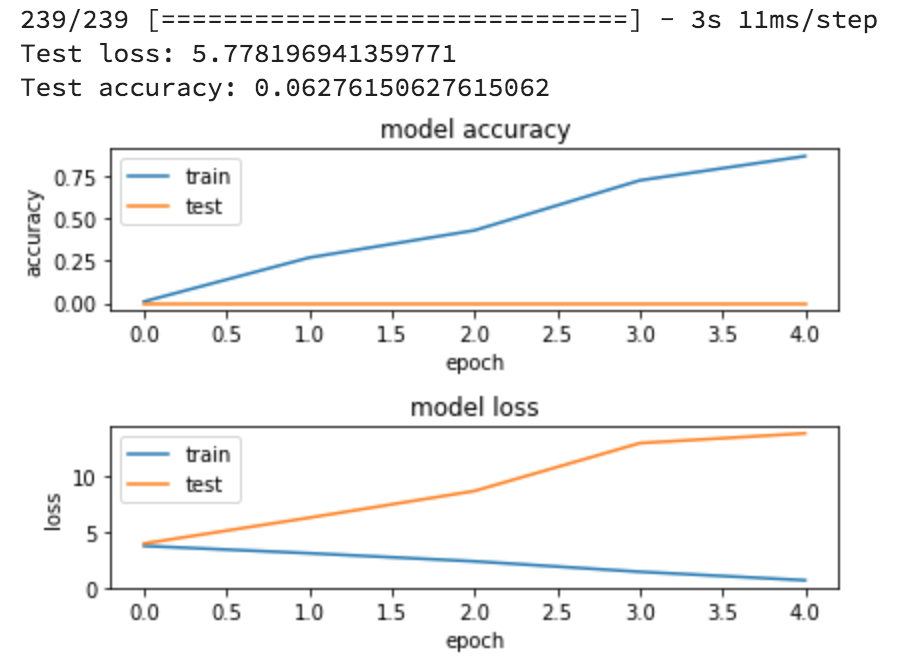 239/239 [==============================] - 3s 11ms/step
Test loss: 5.778196941359771
Test accuracy: 0.06276150627615062
model accuracy
train
test
0.75
0.50
0.25
0.00
accuracy
0.0 0.5 1.0 1.5 2.0 2.5 3.0 3.5 4.0
epoch
model loss
train
test
10
5
0
loss
0.0 0.5 1.0 1.5 2.0 2.5 3.0 3.5 4.0
epoch